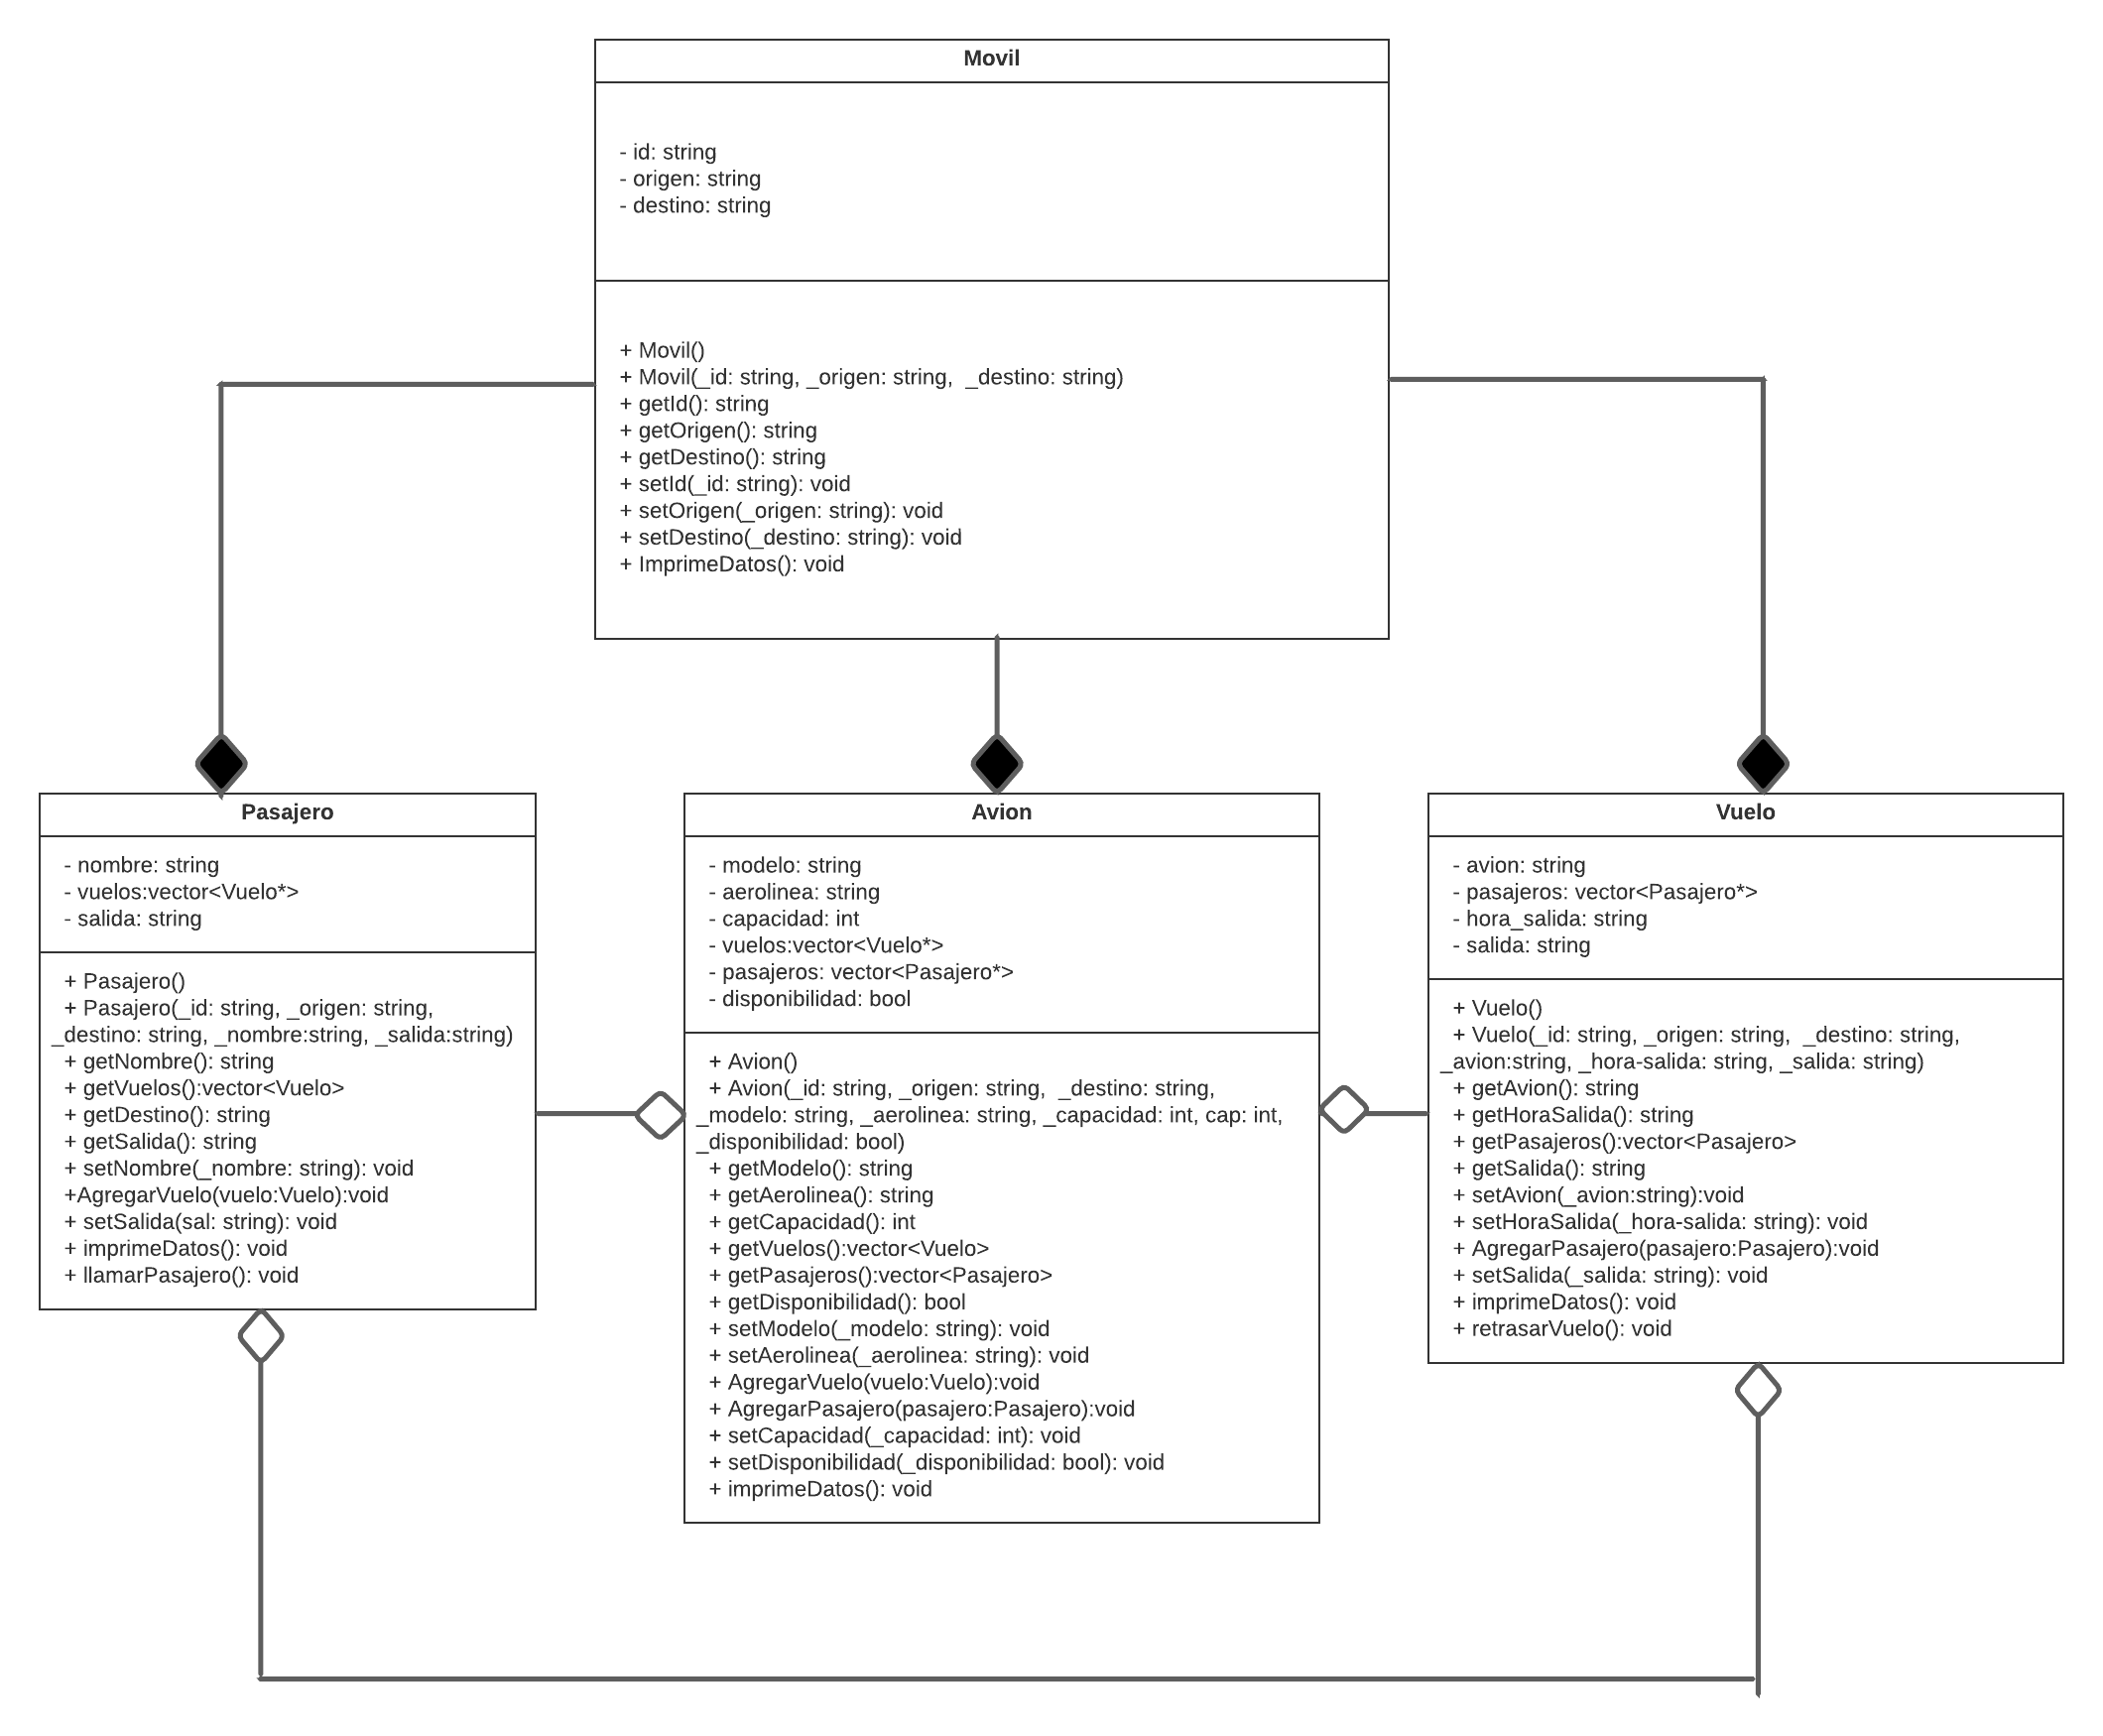 Movil
- id: string
- origen: string
- destino: string
+ Movil()
+ Movil(_id: string, _origen: string,  _destino: string)
+ getId(): string
+ getOrigen(): string
+ getDestino(): string
+ setId(_id: string): void
+ setOrigen(_origen: string): void
+ setDestino(_destino: string): void
+ ImprimeDatos(): void
Pasajero
- nombre: string
- vuelos:vector<Vuelo*>
- salida: string
+ Pasajero()
+ Pasajero(_id: string, _origen: string,
_destino: string, _nombre:string, _salida:string)
+ getNombre(): string
+ getVuelos():vector<Vuelo>
+ getDestino(): string
+ getSalida(): string
+ setNombre(_nombre: string): void
+AgregarVuelo(vuelo:Vuelo):void
+ setSalida(sal: string): void
+ imprimeDatos(): void
+ llamarPasajero(): void
Avion
- modelo: string
- aerolinea: string
- capacidad: int
- vuelos:vector<Vuelo*>
- pasajeros: vector<Pasajero*>
- disponibilidad: bool
+ Avion()
+ Avion(_id: string, _origen: string,  _destino: string,
_modelo: string, _aerolinea: string, _capacidad: int, cap: int,
_disponibilidad: bool)
+ getModelo(): string
+ getAerolinea(): string
+ getCapacidad(): int
+ getVuelos():vector<Vuelo>
+ getPasajeros():vector<Pasajero>
+ getDisponibilidad(): bool
+ setModelo(_modelo: string): void
+ setAerolinea(_aerolinea: string): void
+ AgregarVuelo(vuelo:Vuelo):void
+ AgregarPasajero(pasajero:Pasajero):void
+ setCapacidad(_capacidad: int): void
+ setDisponibilidad(_disponibilidad: bool): void
+ imprimeDatos(): void
Vuelo
- avion: string
- pasajeros: vector<Pasajero*>
- hora_salida: string
- salida: string
+ Vuelo()
+ Vuelo(_id: string, _origen: string,  _destino: string,
_avion:string, _hora-salida: string, _salida: string)
+ getAvion(): string
+ getHoraSalida(): string
+ getPasajeros():vector<Pasajero>
+ getSalida(): string
+ setAvion(_avion:string):void
+ setHoraSalida(_hora-salida: string): void
+ AgregarPasajero(pasajero:Pasajero):void
+ setSalida(_salida: string): void
+ imprimeDatos(): void
+ retrasarVuelo(): void